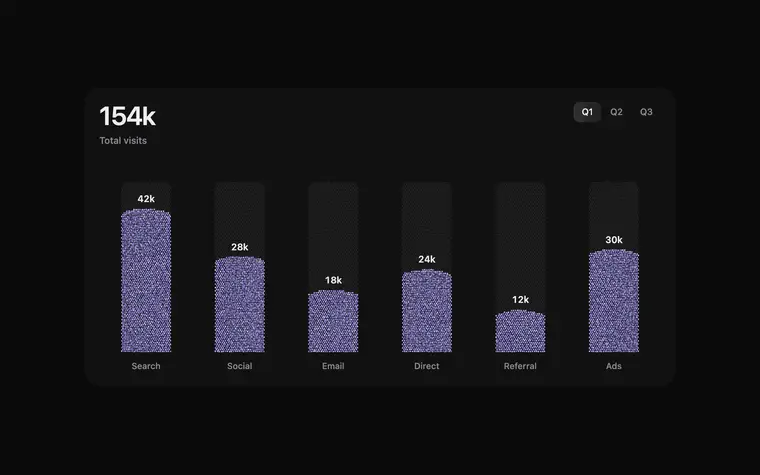 154k
Total visits
Q1 Q2 Q3
42k
28k
18k
24k
12k
30k
Search
Social
Email
Direct
Referral
Ads